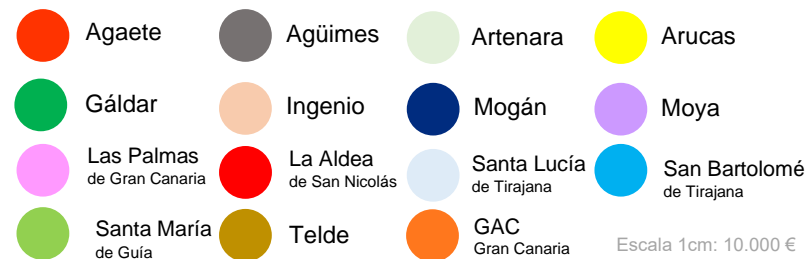 Agaete
Agüimes
Artenara
Arucas
Gáldar
Ingenio
Mogán
Moya
Las Palmas
de Gran Canaria
La Aldea
de San Nicolás
Santa Lucía
de Tirajana
San Bartolomé
de Tirajana
Santa María
de Guía
Telde
GAC
Gran Canaria
Escala 1cm: 10.000 €